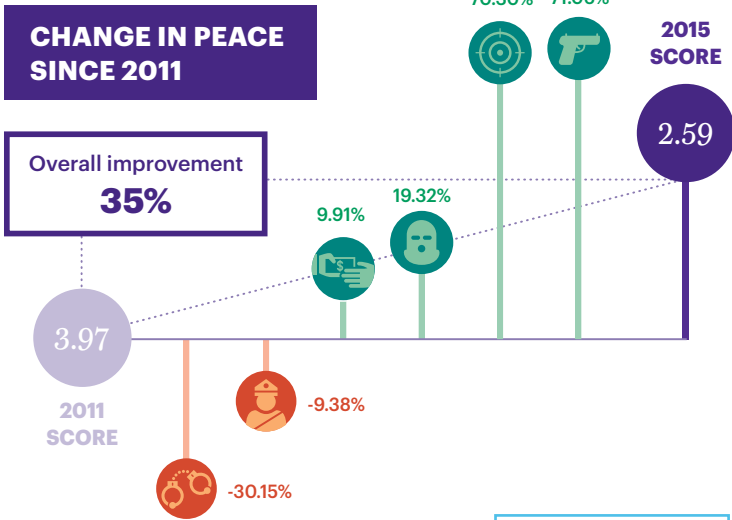 CHANGE IN PEACE
SINCE 2011
2015
SCORE
2.59
Overall improvement
35%
9.91%
19.32%
$
3.97
2011
SCORE
-9.38%
-30.15%